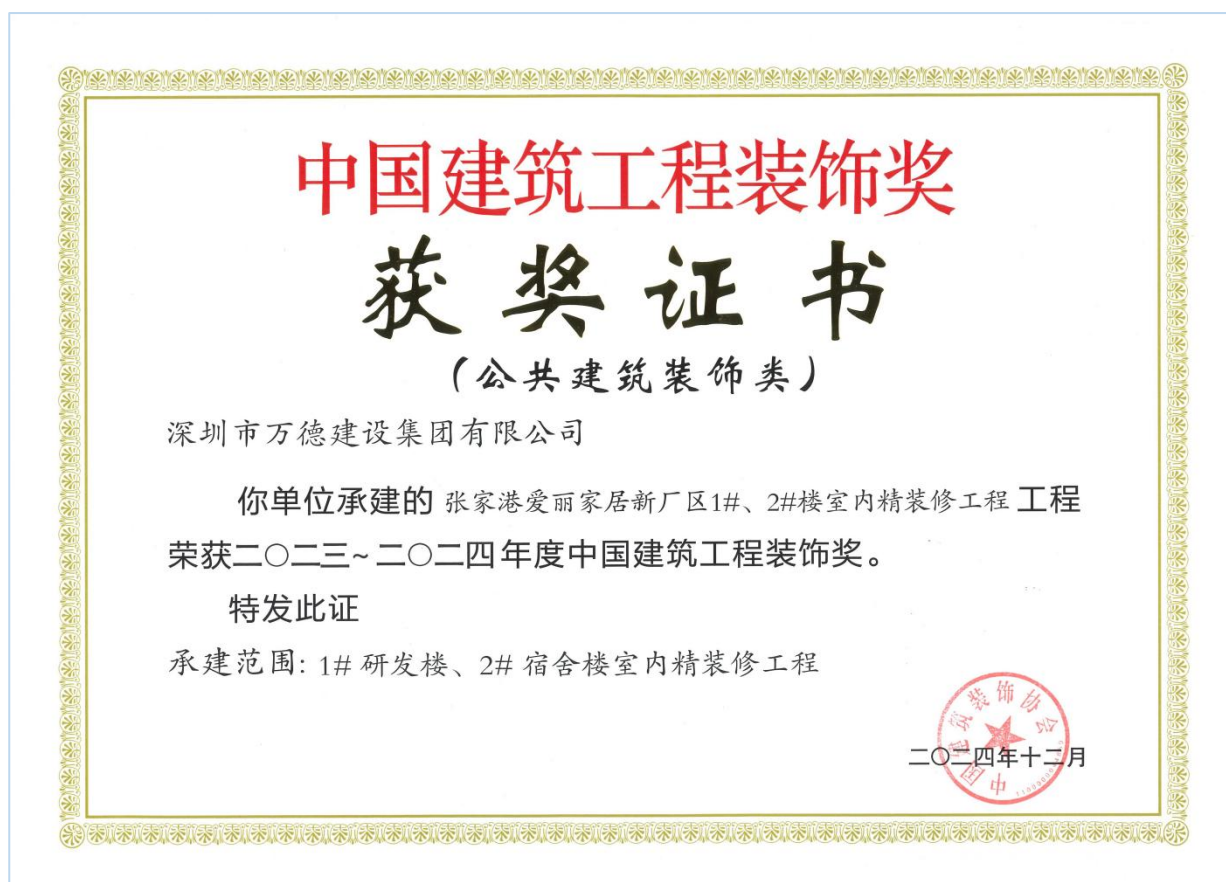 中国建筑工程装饰奖
获奖证书
（公共建筑装饰类）
深圳市万德建设集团有限公司
你单位承建的 张家港爱丽家居新厂区1#、2#楼室内精装修工程 工程
荣获二〇二三~二〇二四年度中国建筑工程装饰奖。
特发此证
承建范围: 1# 研发楼、2# 宿舍楼室内精装修工程
中国建筑装饰协会
二〇二四年十二月